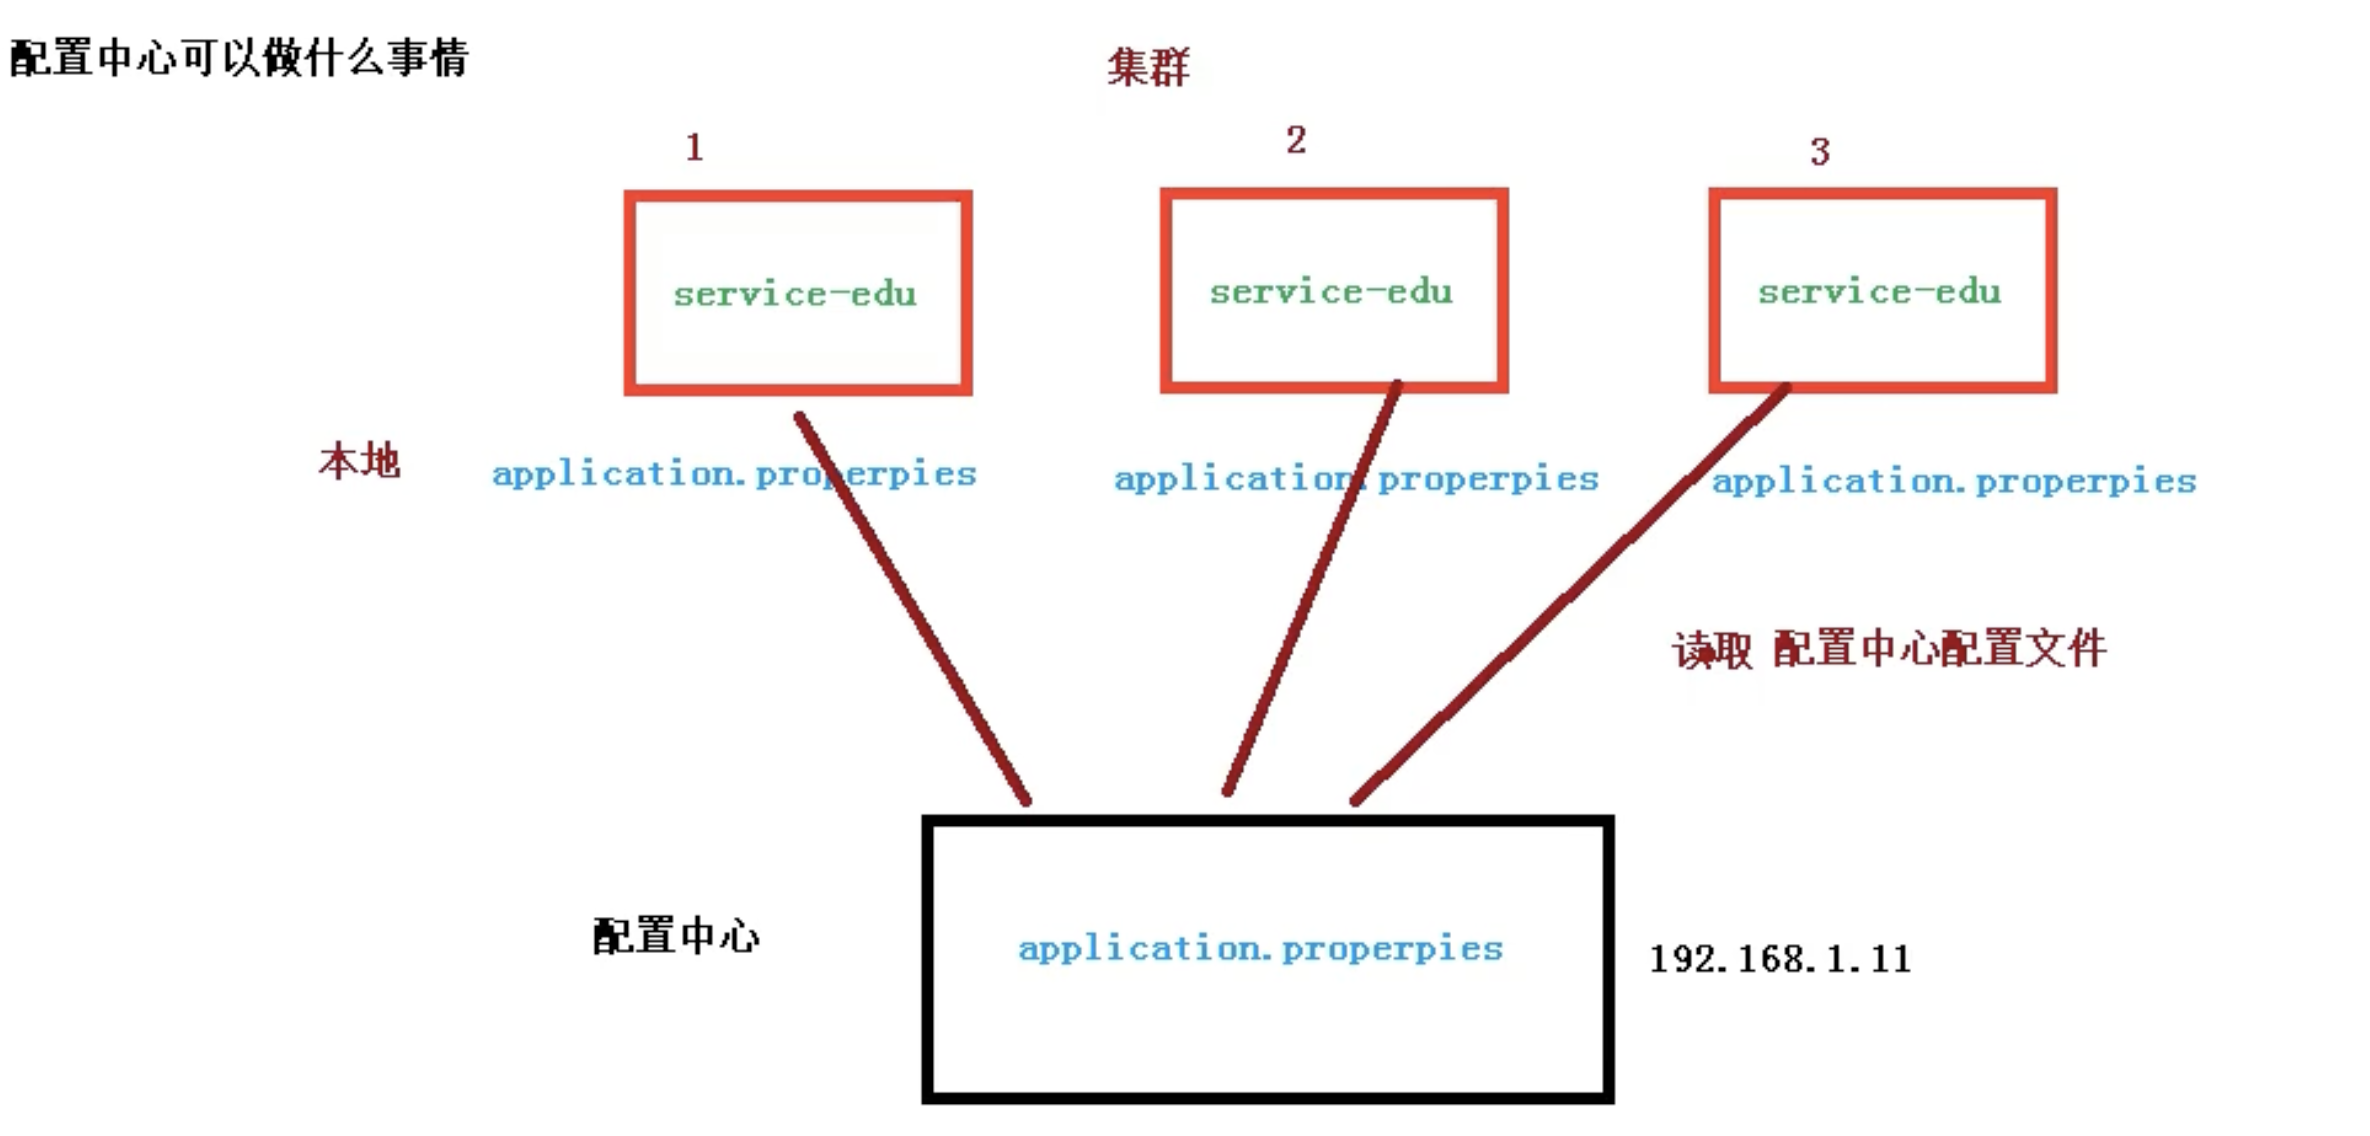 配置中心可以做什么事情
集群
1
2
3
service-edu
service-edu
service-edu
本地
application.properpies
application.properpies
application.properpies
读取 配置中心配置文件
配置中心
application.properpies
192.168.1.11